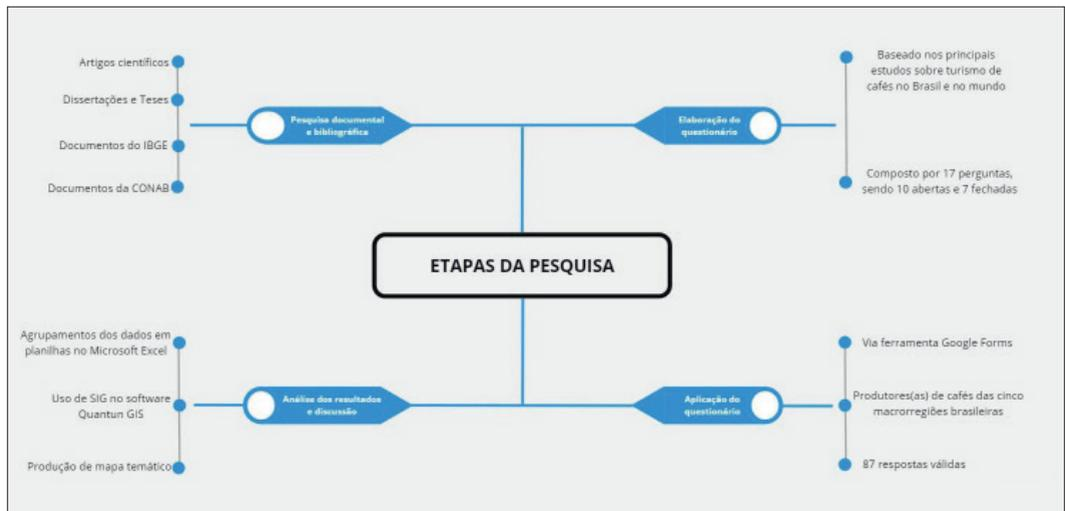 Artigos científicos
Dissertações e Teses
Documentos do IBGE
Documentos da CONAB
Pesquisa documental
e bibliográfica
Elaboração do
questionário
Baseado nos principais
estudos sobre turismo de
cafés no Brasil e no mundo
Composto por 17 perguntas,
sendo 10 abertas e 7 fechadas
ETAPAS DA PESQUISA
Agrupamentos dos dados em
planilhas no Microsoft Excel
Uso de SIG no software
Quantun GIS
Produção de mapa temático
Análise dos resultados
e discussão
Aplicação do
questionário
Via ferramenta Google Forms
Produtores(as) de cafés das cinco
macrorregiões brasileiras
87 respostas válidas